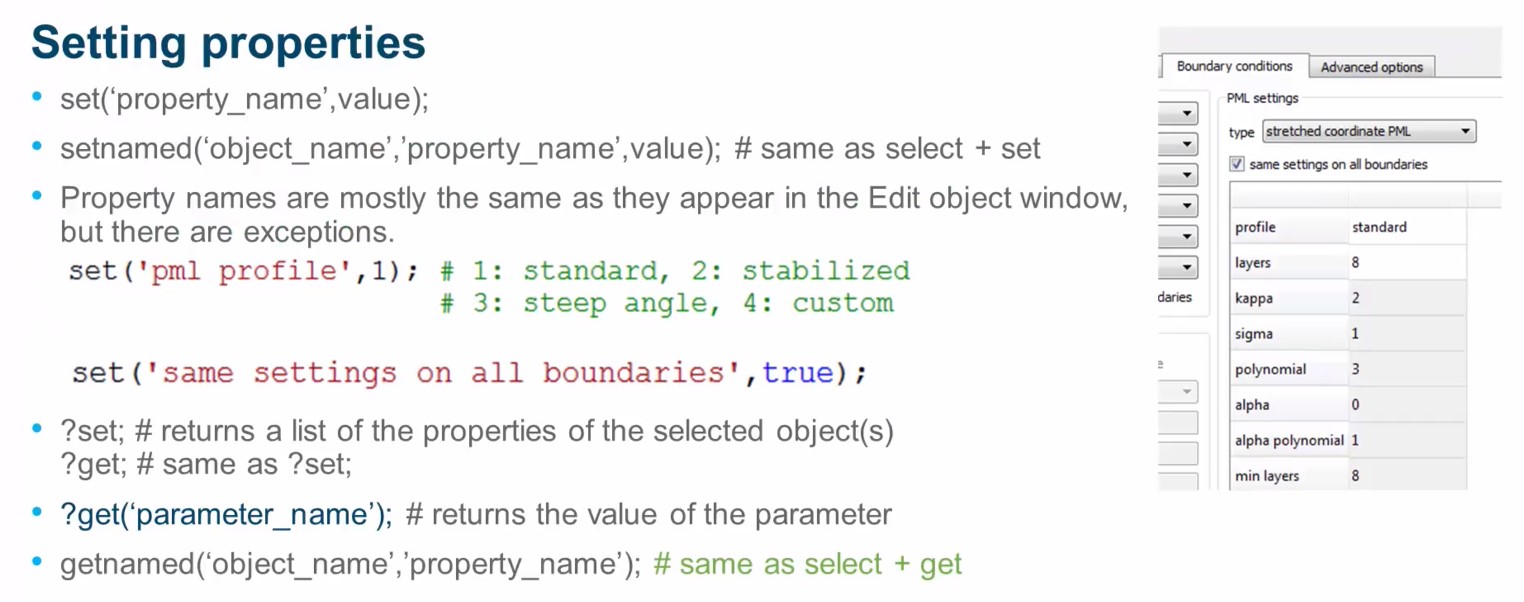 Setting properties
• set(‘property_name’,value);
• setnamed(‘object_name’,’property_name’,value); # same as select + set
• Property names are mostly the same as they appear in the Edit object window,
but there are exceptions.
set('pml profile',1); # 1: standard, 2: stabilized
# 3: steep angle, 4: custom
set('same settings on all boundaries',true);
• ?set; # returns a list of the properties of the selected object(s)
?get; # same as ?set;
• ?get(‘parameter_name’); # returns the value of the parameter
• getnamed(‘object_name’,’property_name’); # same as select + get
Boundary conditions Advanced options
PML settings
type stretched coordinate PML
same settings on all boundaries
profile standard
layers 8
kappa 2
sigma 1
polynomial 3
alpha 0
alpha polynomial 1
min layers 8
daries